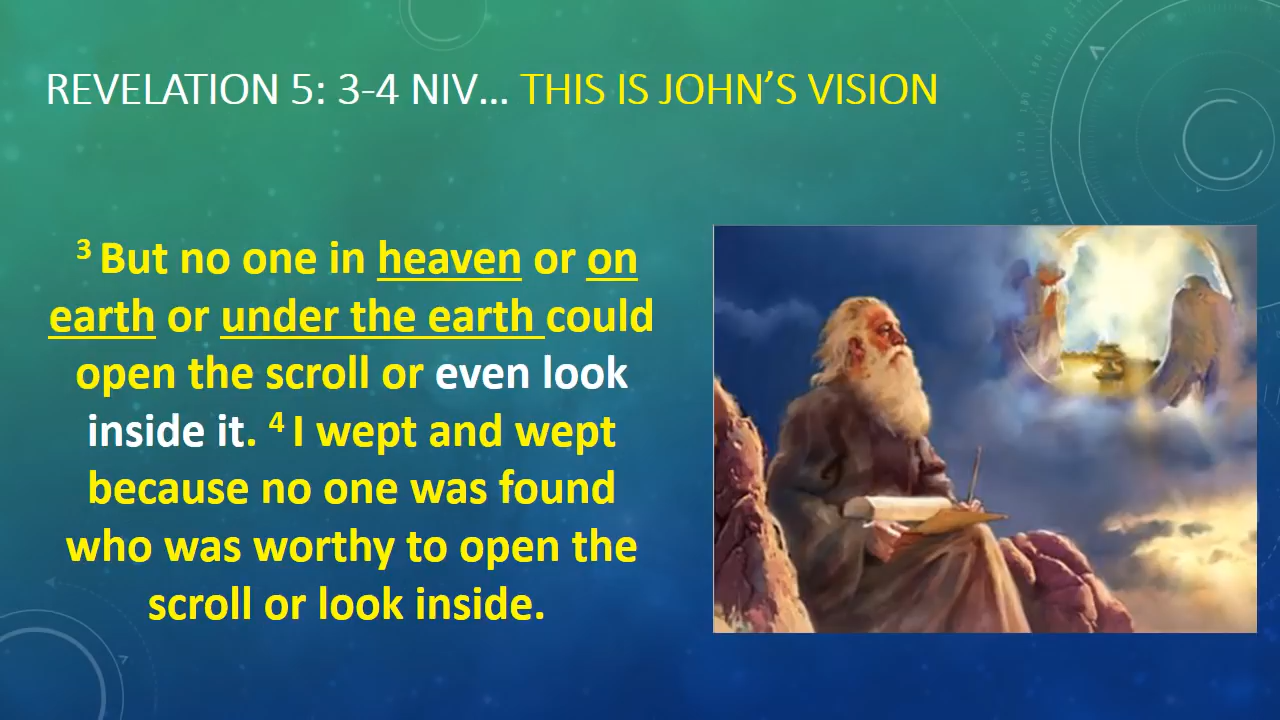 REVELATION 5: 3-4 NIV... THIS IS JOHN'S VISION
3 But no one in heaven or on
earth or under the earth could
open the scroll or even look
inside it. 4 I wept and wept
because no one was found
who was worthy to open the
scroll or look inside.